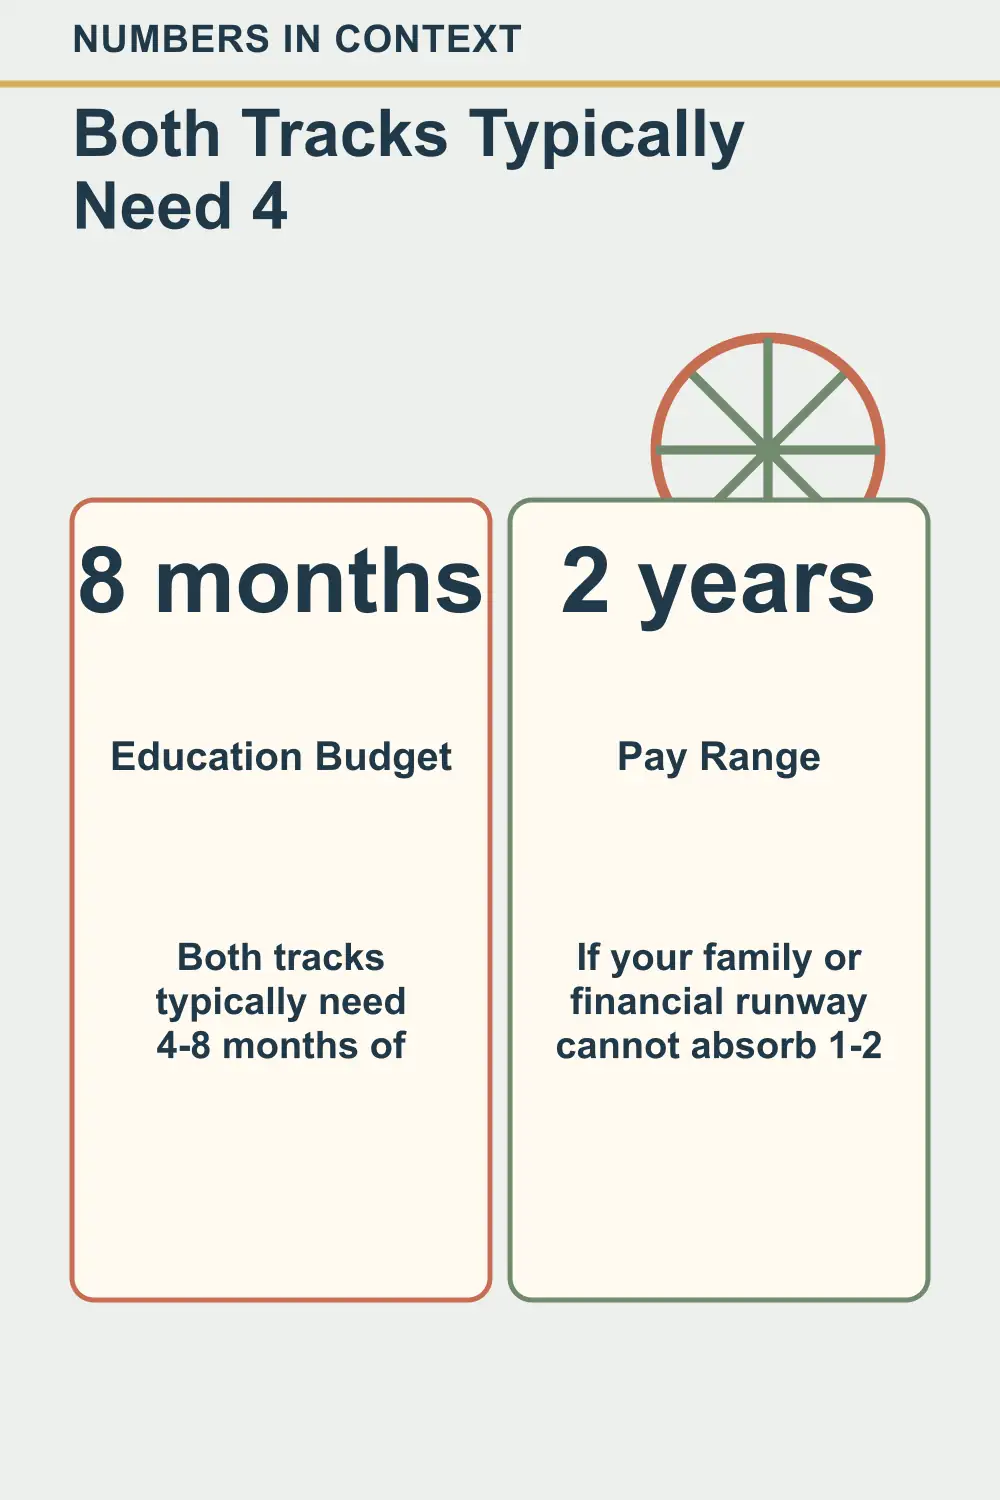 NUMBERS IN CONTEXT
Both Tracks Typically
Need 4
8 months
Education Budget
Both tracks
typically need
4-8 months of
2 years
Pay Range
If your family or
financial runway
cannot absorb 1-2